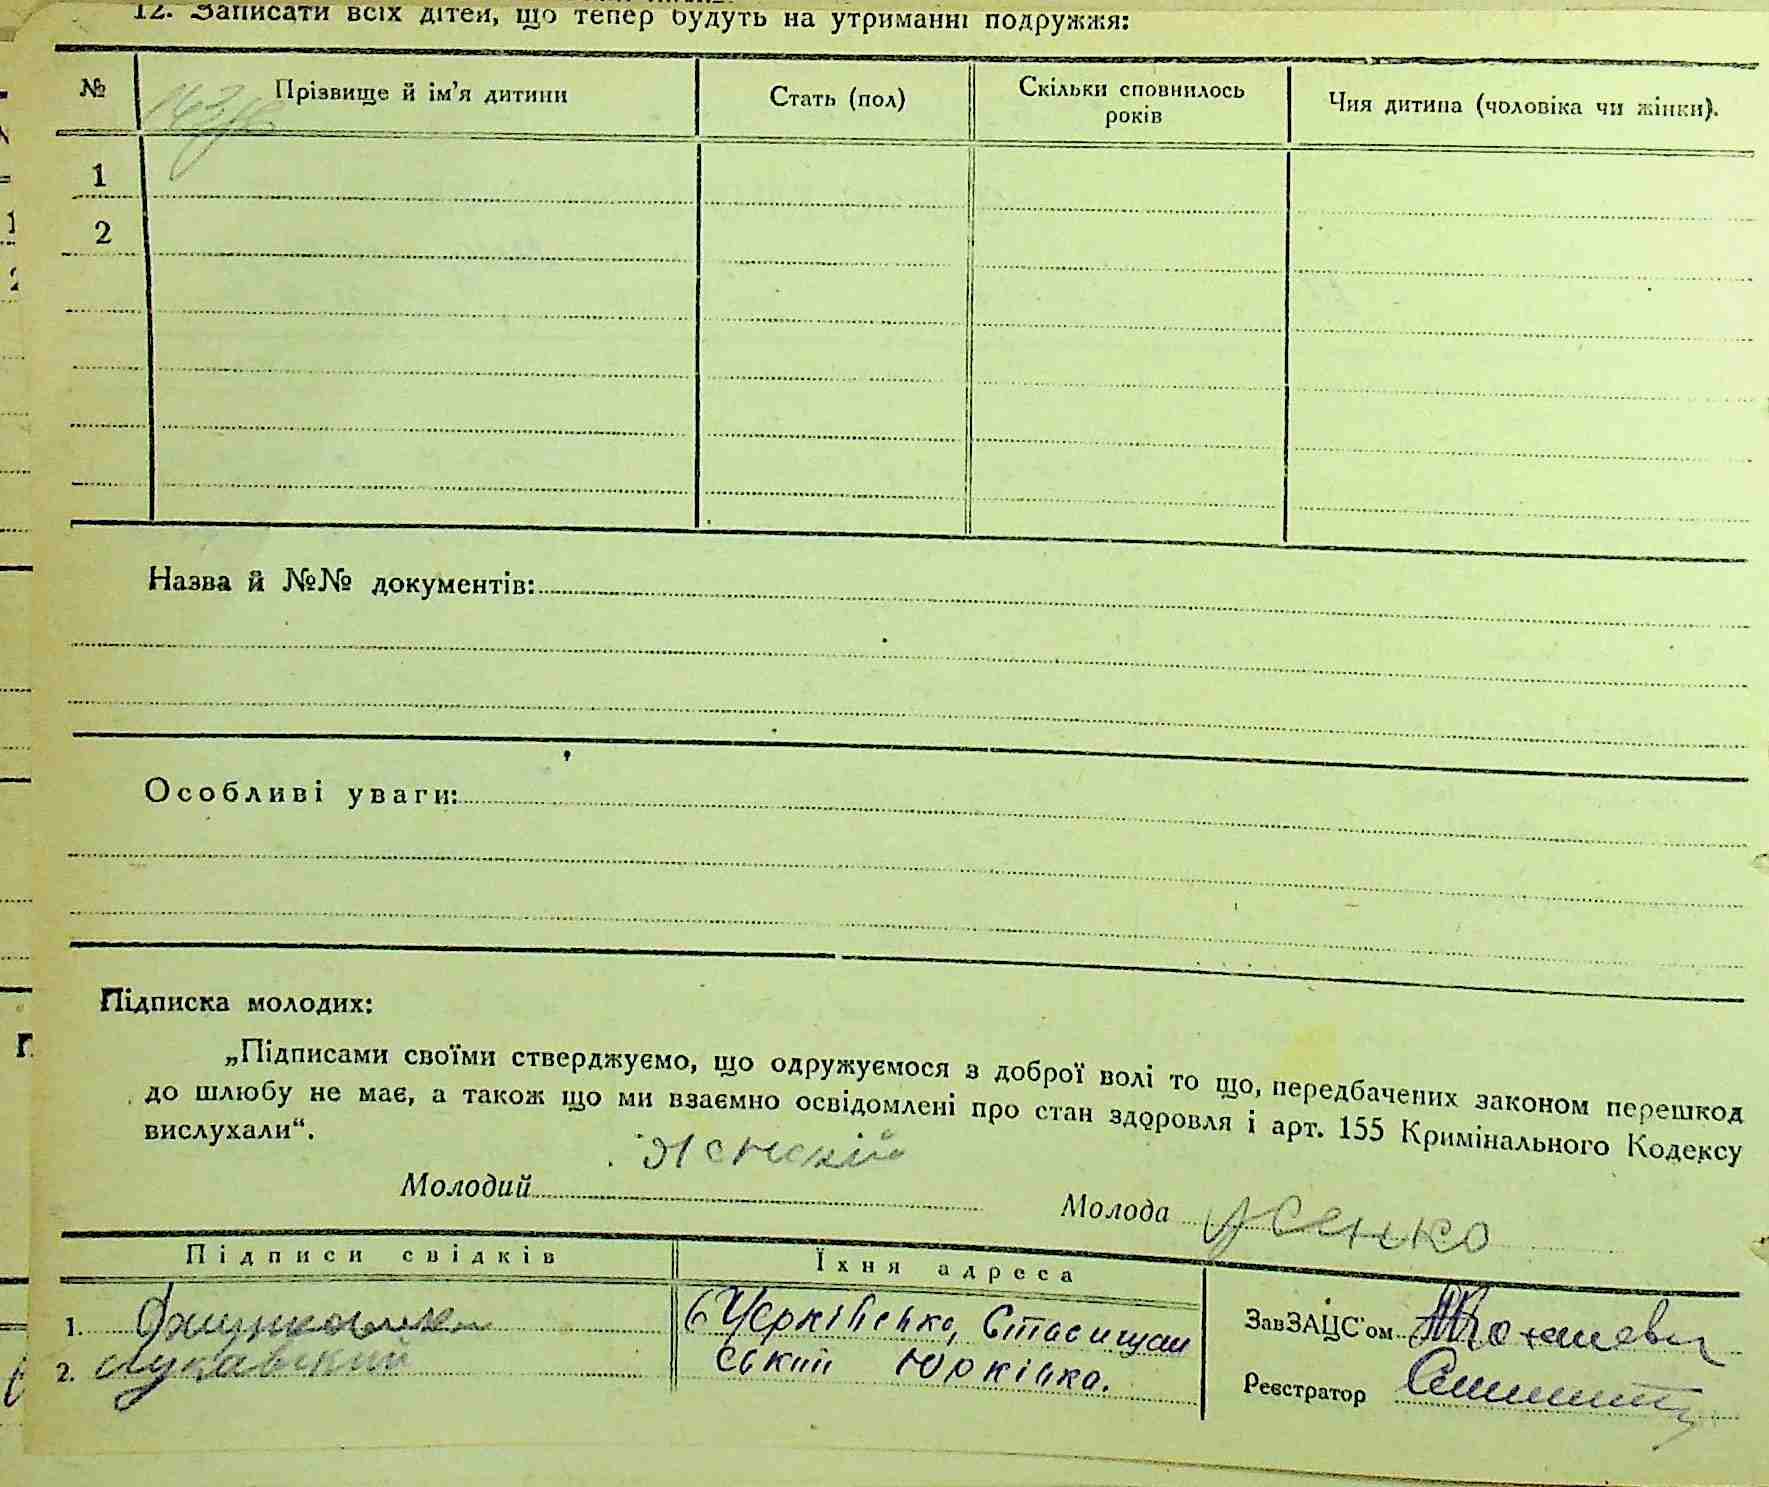 12. Записати всіх дітей, що тепер будуть на утриманні подружжя:
№ Прізвище й ім'я дитини Стать (пол) Скільки сповнилось років Чия дитина (чоловіка чи жінки).
1
2
Назва й №№ документів:
Особливі уваги:
Підписка молодих:
„Підписами своїми стверджуємо, що одружуємося з доброї волі то що, передбачених законом перешкод
до шлюбу не має, а також що ми взаємно освідомлені про стан здоровля і арт. 155 Кримінального Кодексу
вислухали“.
Молодий
Молода Усенко
Підписи свідків Їхня адреса
1. ЗавЗАЦС'ом
2. Лукавский ський Юрківка. Реєстратор